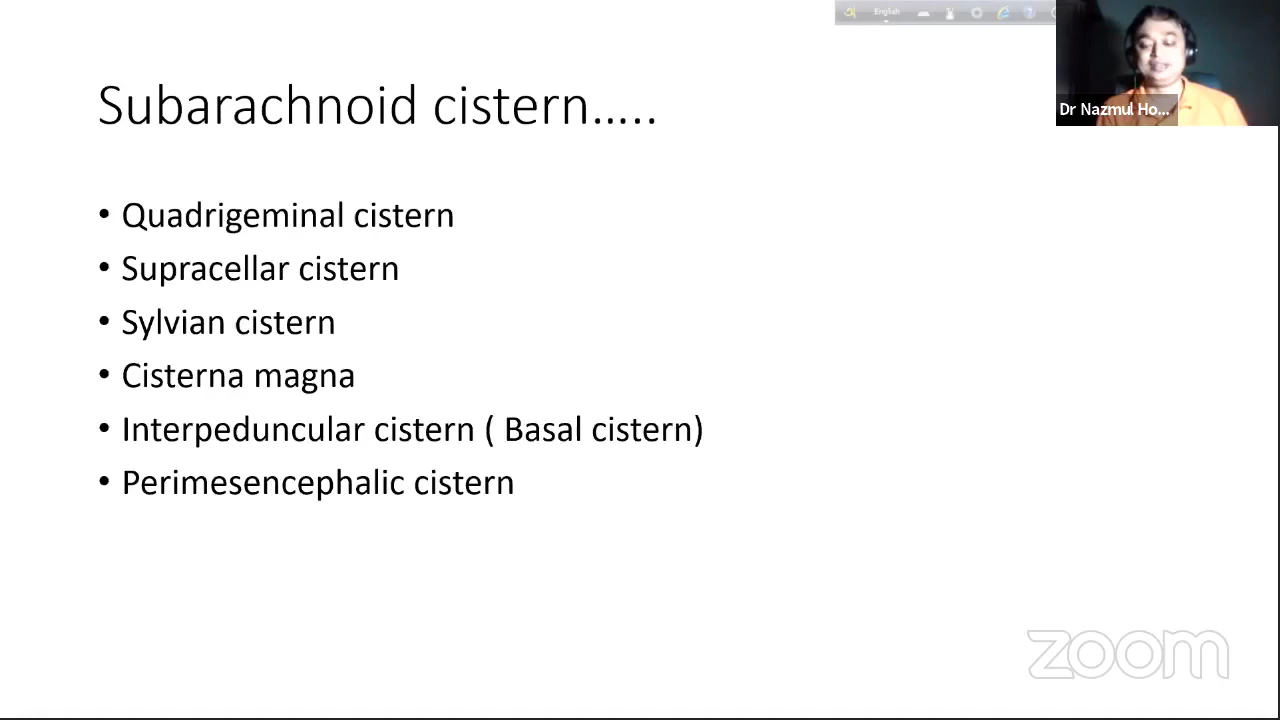 English
Dr Nazmul Ho...
Subarachnoid cistern.....
• Quadrigeminal cistern
• Supracellar cistern
• Sylvian cistern
• Cisterna magna
• Interpeduncular cistern ( Basal cistern)
• Perimesencephalic cistern
zoom